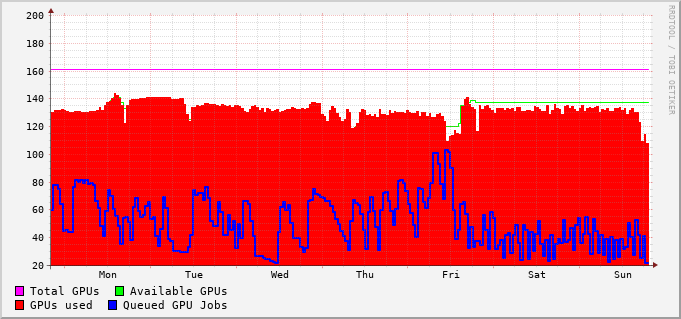 200
180
160
140
120
100
80
60
40
20
Mon Tue Wed Thu Fri Sat Sun
Total GPUs Available GPUs
GPUs used Queued GPU Jobs
RRDTOOL / TOBI OETIKER